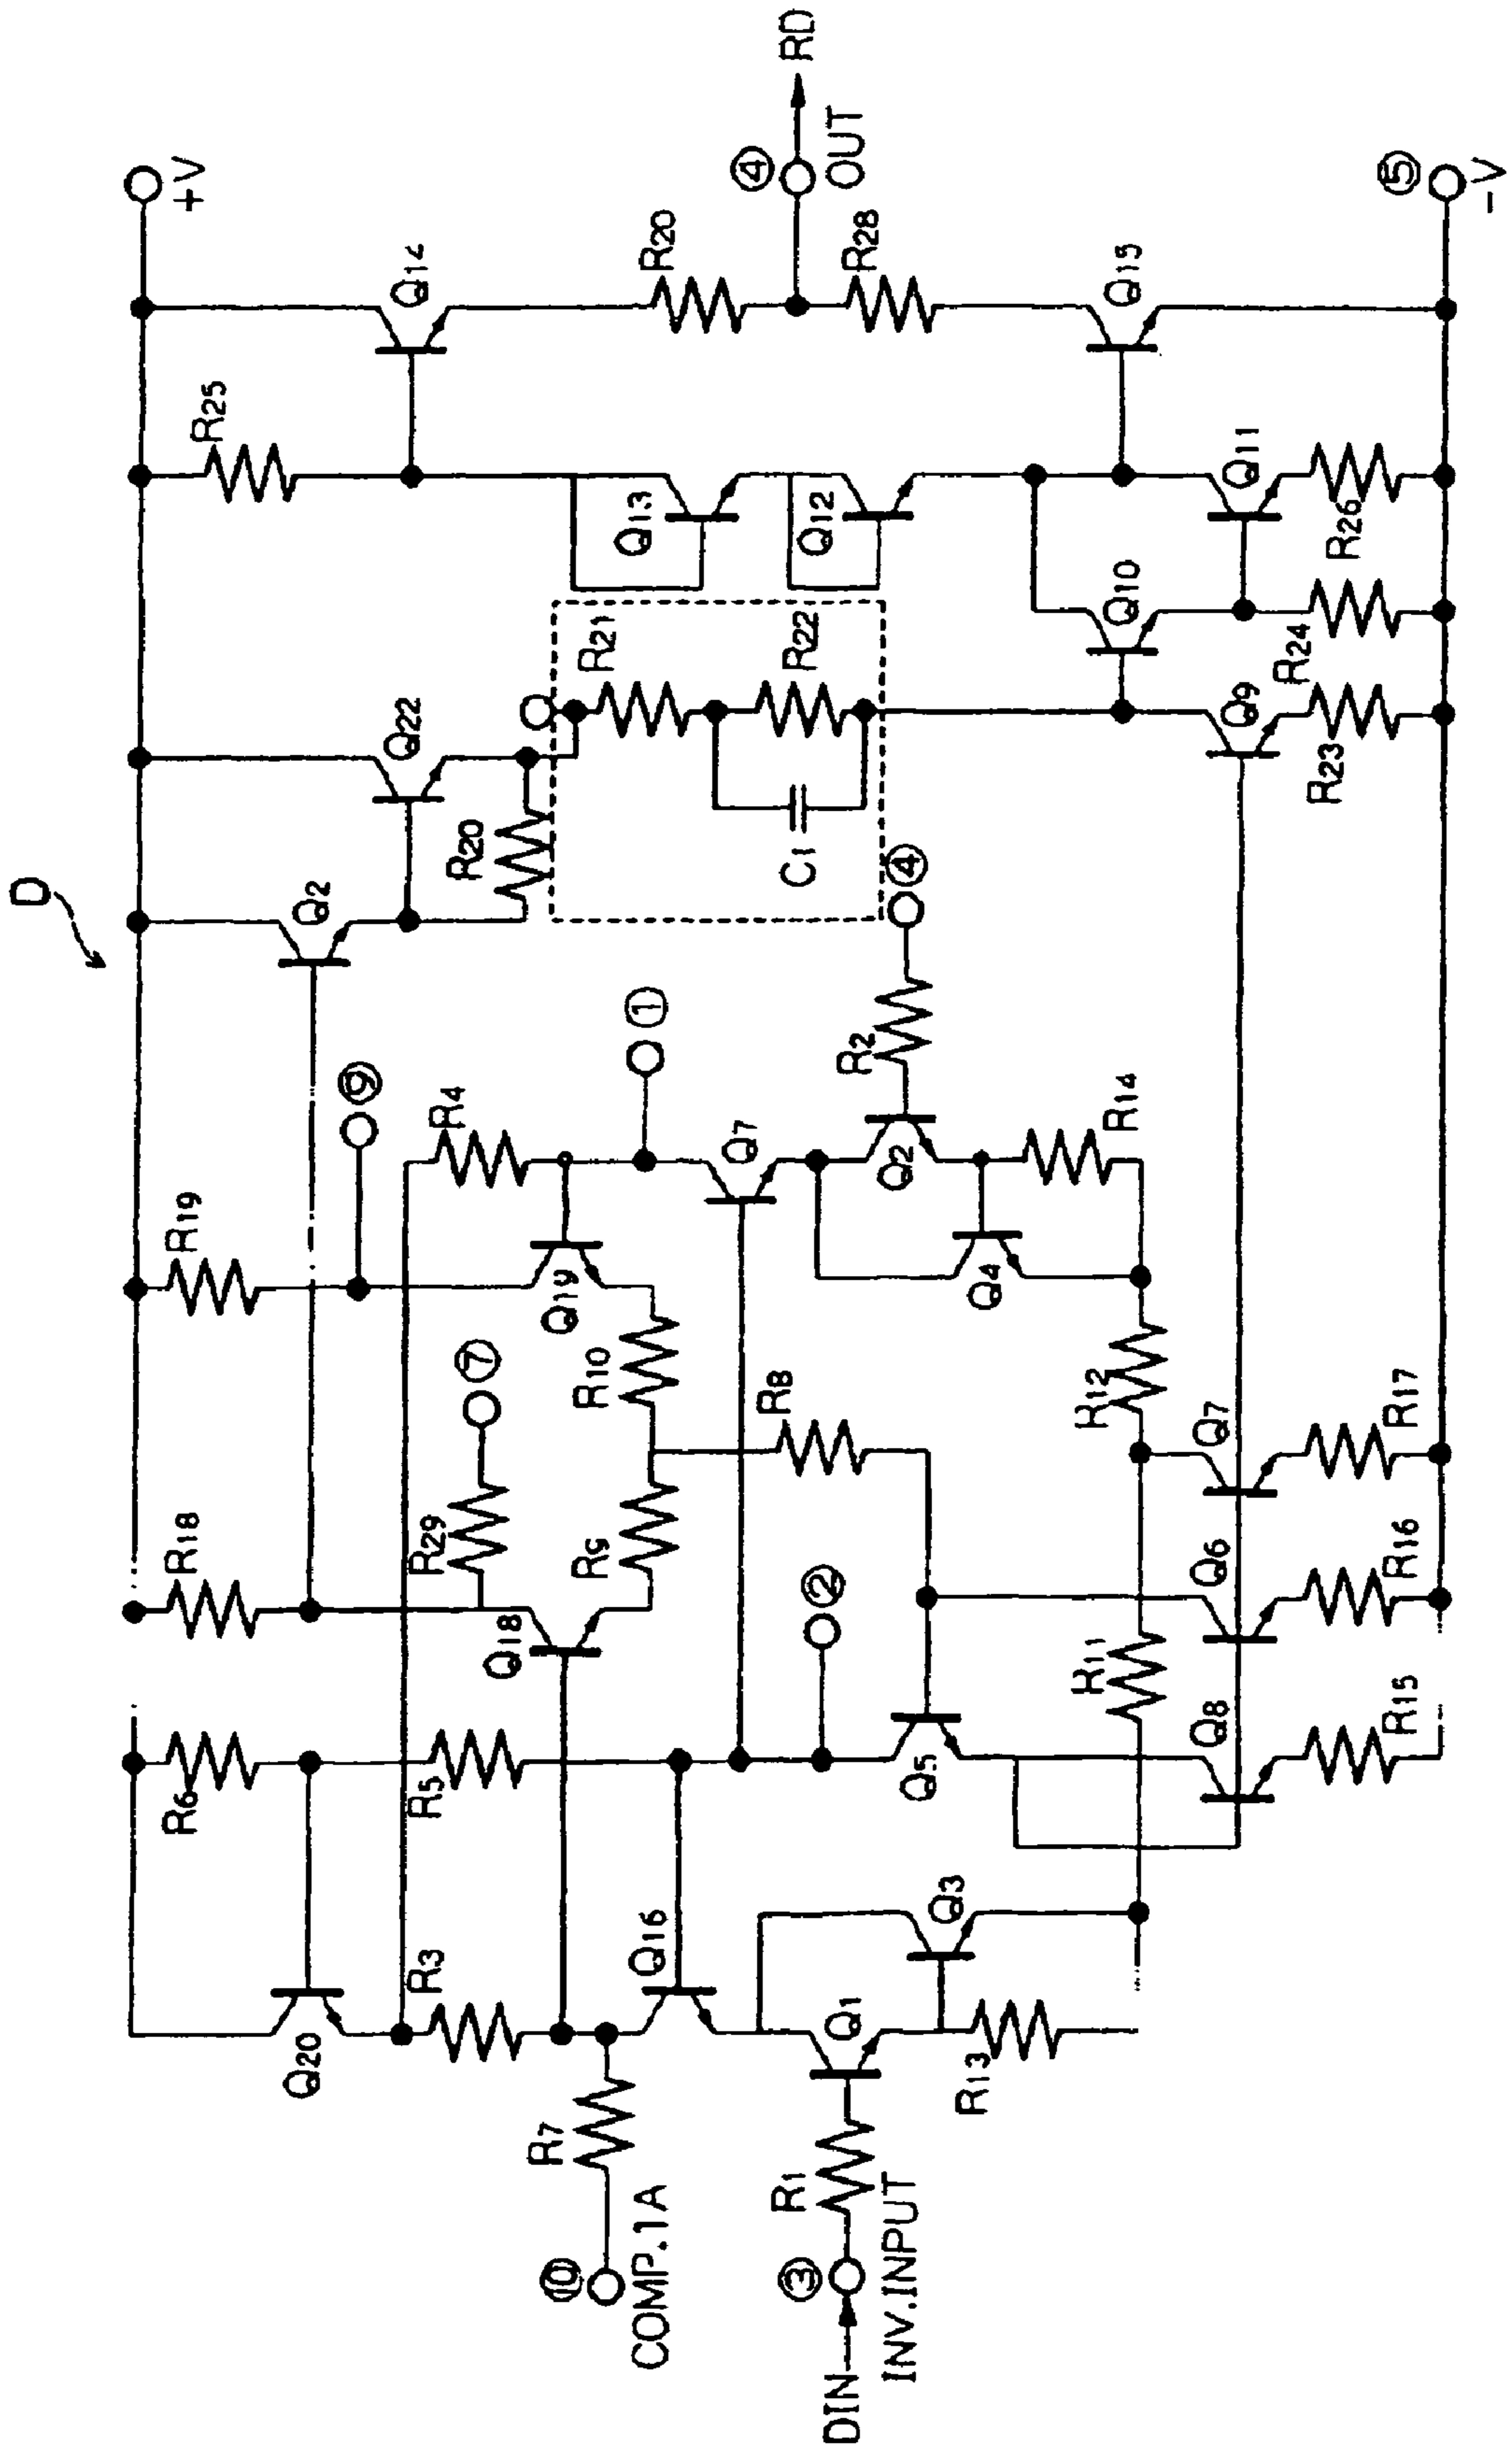 D
+V
R6
R18
R19
R25
Q20
Q2
Q22
Q14
R3
R5
R29
⑦
⑨
R4
R20
R20
R7
⑩
COMP.1A
Q18
R9
R10
Q19
①
R21
Q13
Q16
②
R8
Q7
R22
C1
Q12
④
OUT
RD
DIN
③
INV.INPUT
R1
Q1
Q3
Q5
Q2
R2
④
R28
R13
R11
R12
Q4
R14
Q10
Q15
Q8
Q6
Q7
Q9
Q11
R15
R16
R17
R23
R24
R26
⑤
-V